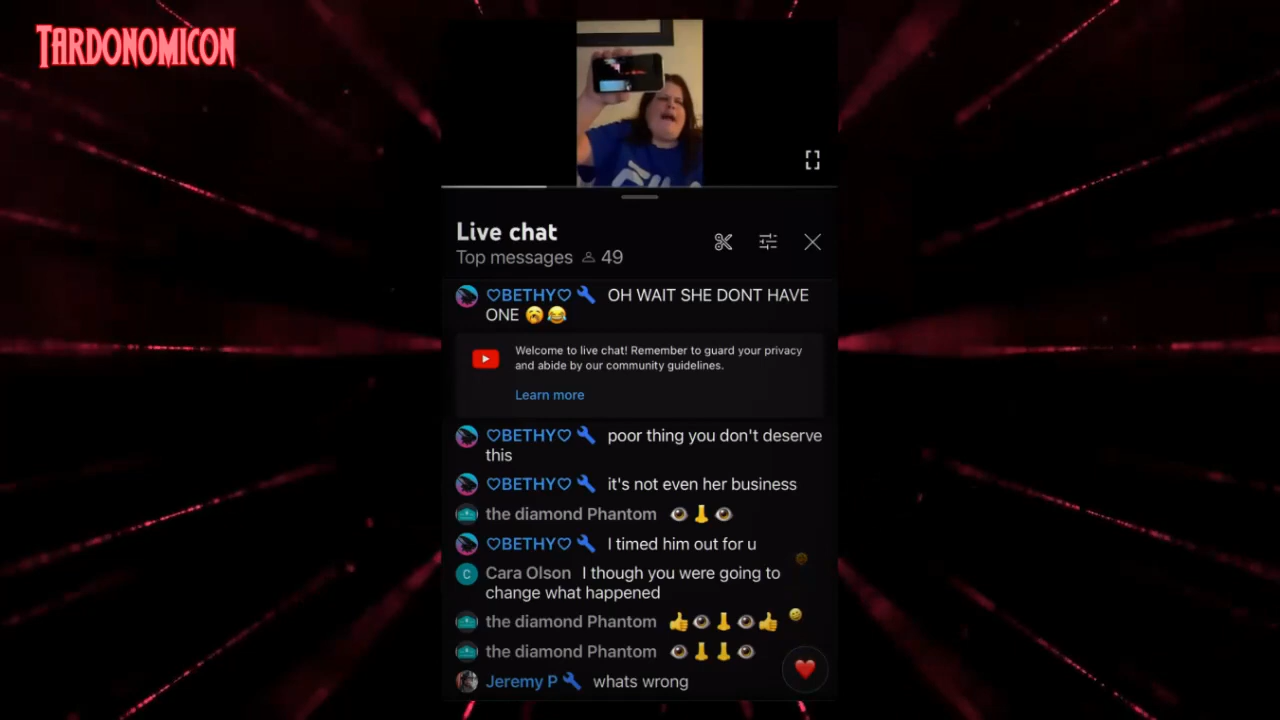 TARDONOMICON
Live chat
Top messages 49
♡BETHY♡ OH WAIT SHE DONT HAVE
ONE 😭😂
Welcome to live chat! Remember to guard your privacy
and abide by our community guidelines.
Learn more
♡BETHY♡ poor thing you don't deserve
this
♡BETHY♡ it's not even her business
the diamond Phantom 👁️👃👁️
♡BETHY♡ I timed him out for u
C Cara Olson I though you were going to
change what happened
the diamond Phantom 👍👁️👃👁️👍
the diamond Phantom 👁️👃👃👁️
Jeremy P whats wrong